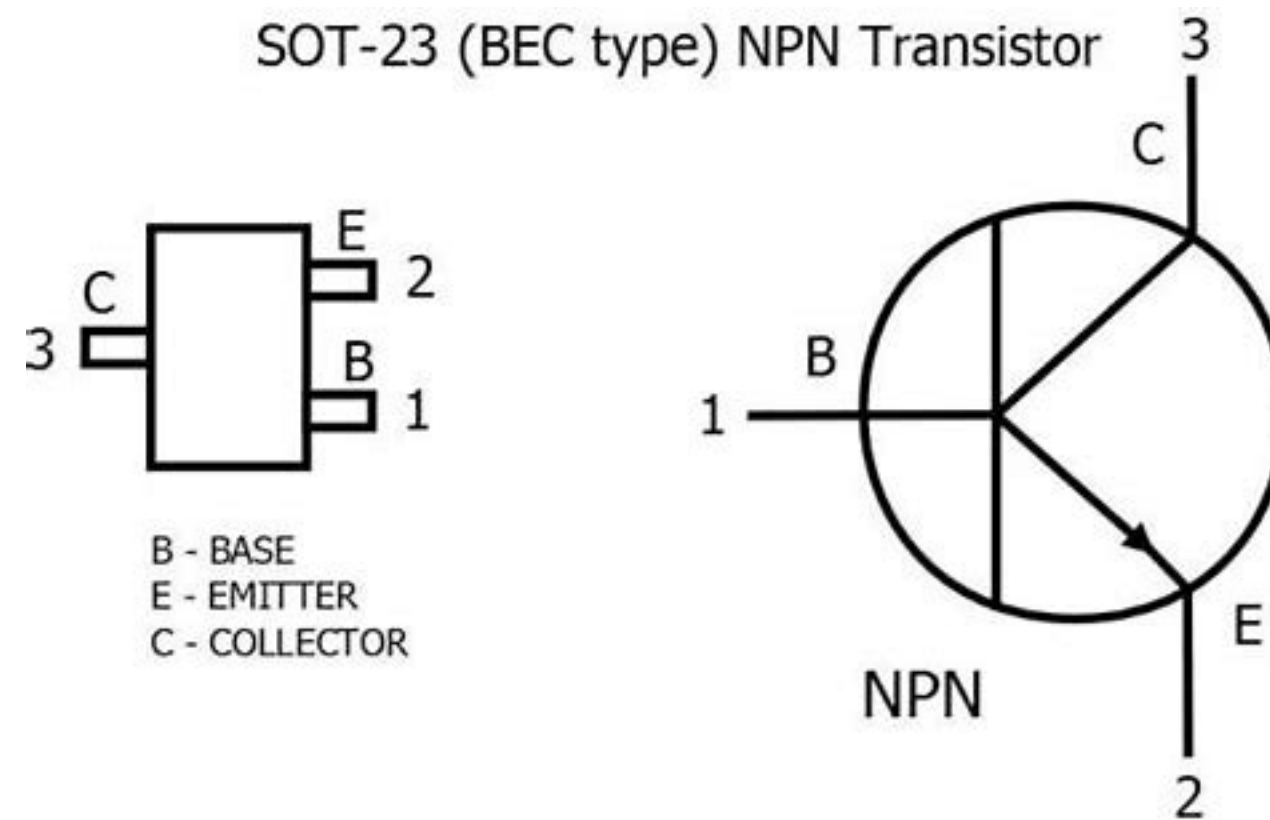 SOT-23 (BEC type) NPN Transistor
3
C
E
2
C
3
B
1
B
1
B - BASE
E - EMITTER
C - COLLECTOR
E
NPN
2